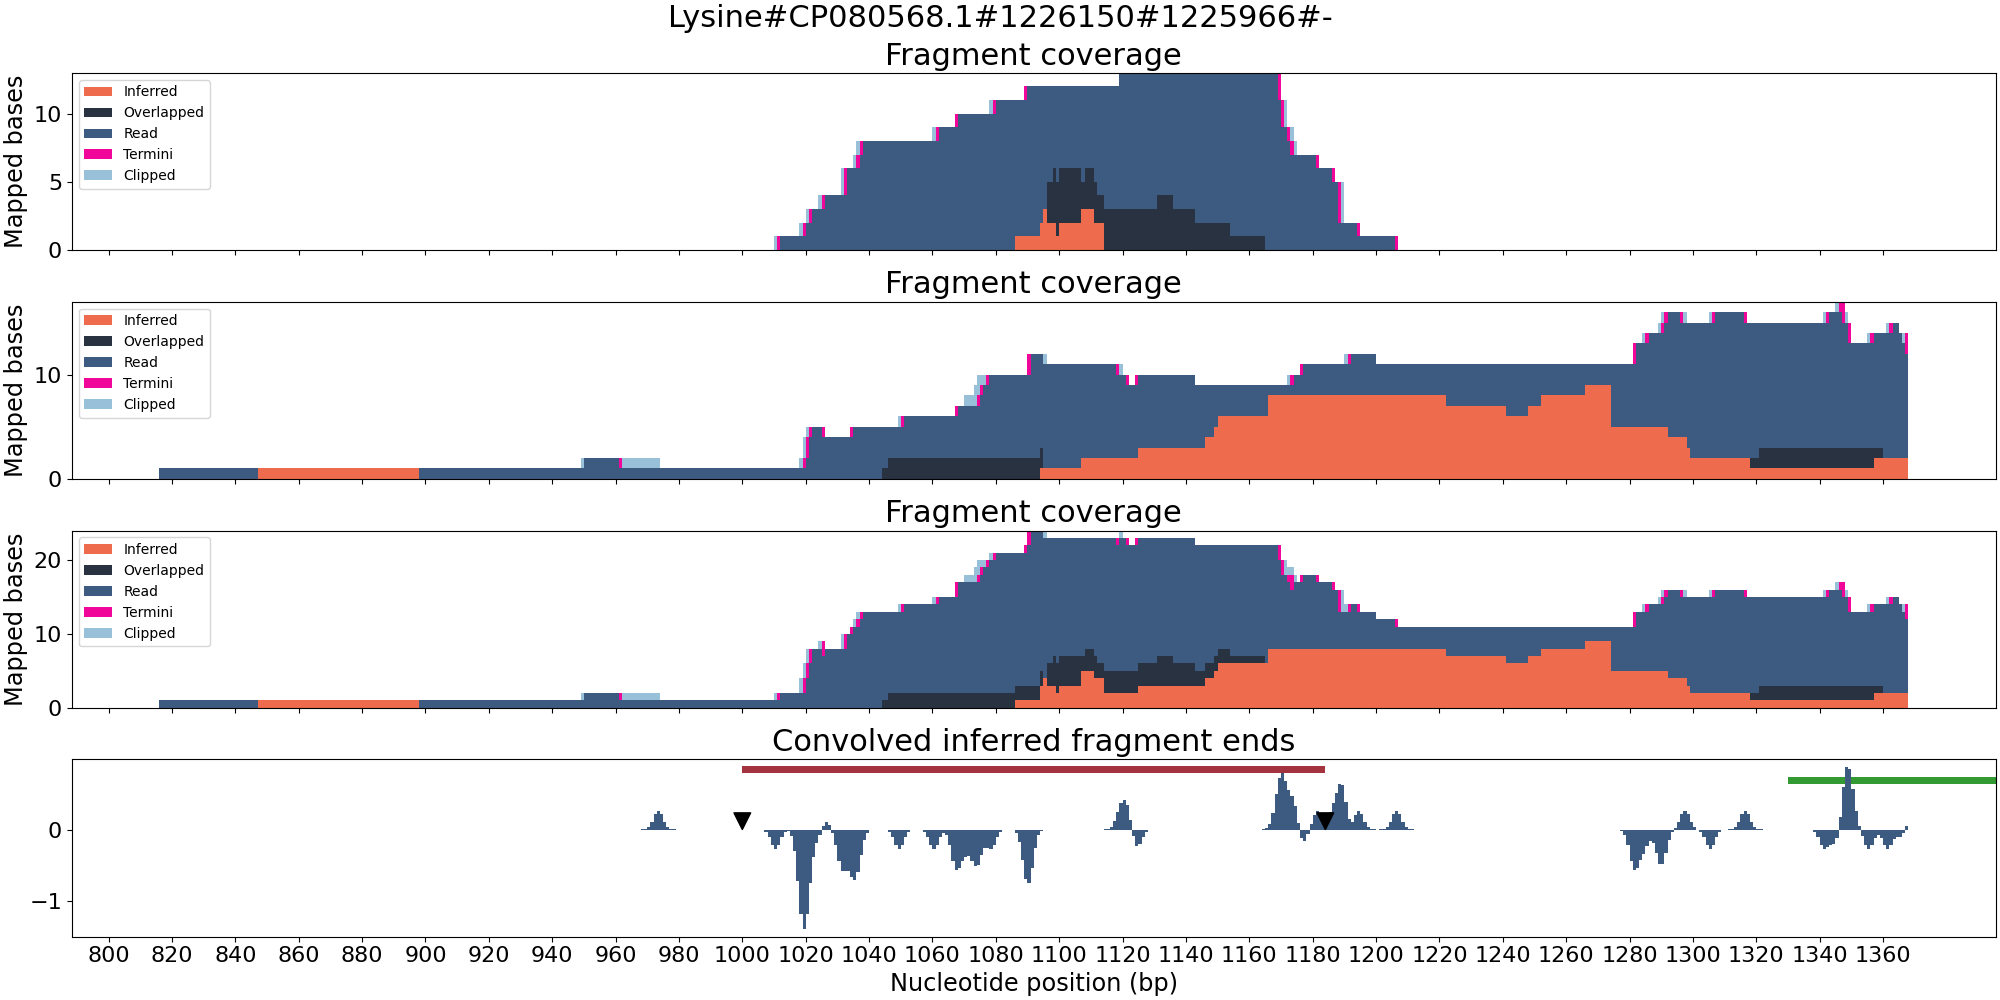 Lysine#CP080568.1#1226150#1225966#-
Fragment coverage
Mapped bases
10
5
0
Inferred
Overlapped
Read
Termini
Clipped
Fragment coverage
Mapped bases
10
0
Inferred
Overlapped
Read
Termini
Clipped
Fragment coverage
Mapped bases
20
10
0
Inferred
Overlapped
Read
Termini
Clipped
Convolved inferred fragment ends
0
−1
800 820 840 860 880 900 920 940 960 980 1000 1020 1040 1060 1080 1100 1120 1140 1160 1180 1200 1220 1240 1260 1280 1300 1320 1340 1360
Nucleotide position (bp)